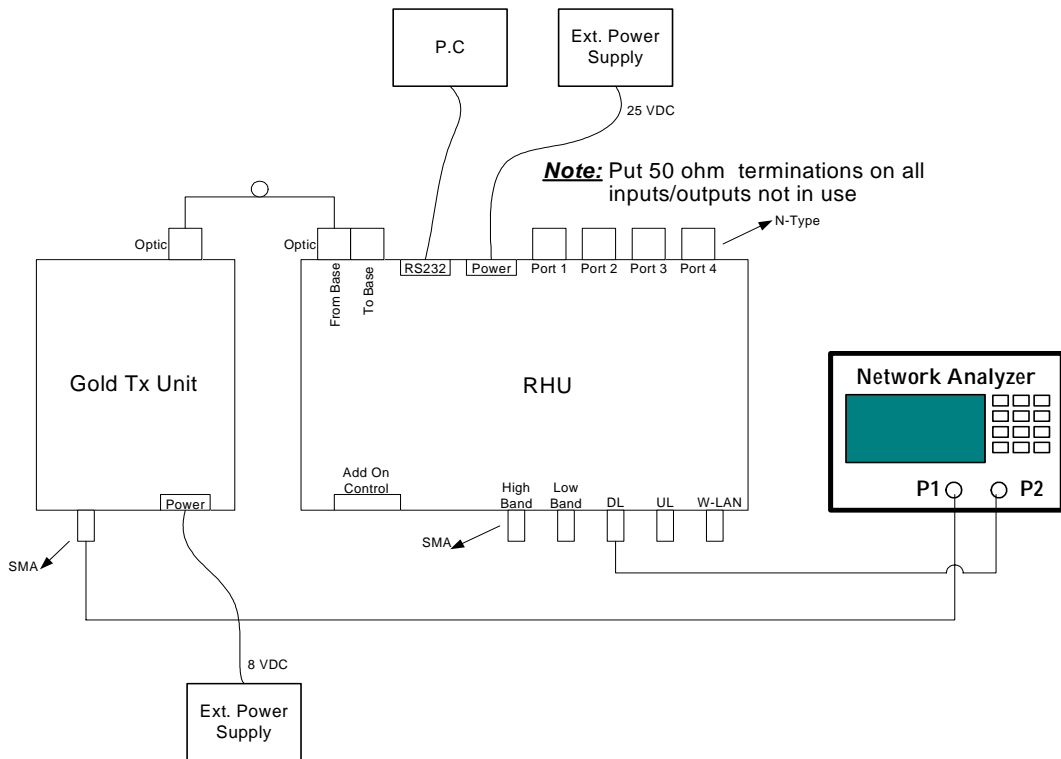 P.C
Ext. Power
Supply
25 VDC
Note: Put 50 ohm terminations on all
inputs/outputs not in use
N-Type
Optic
Optic
From Base
To Base
RS232
Power
Port 1
Port 2
Port 3
Port 4
Gold Tx Unit
RHU
Network Analyzer
P1
P2
Add On
Control
High
Band
Low
Band
DL
UL
W-LAN
Power
SMA
SMA
8 VDC
Ext. Power
Supply